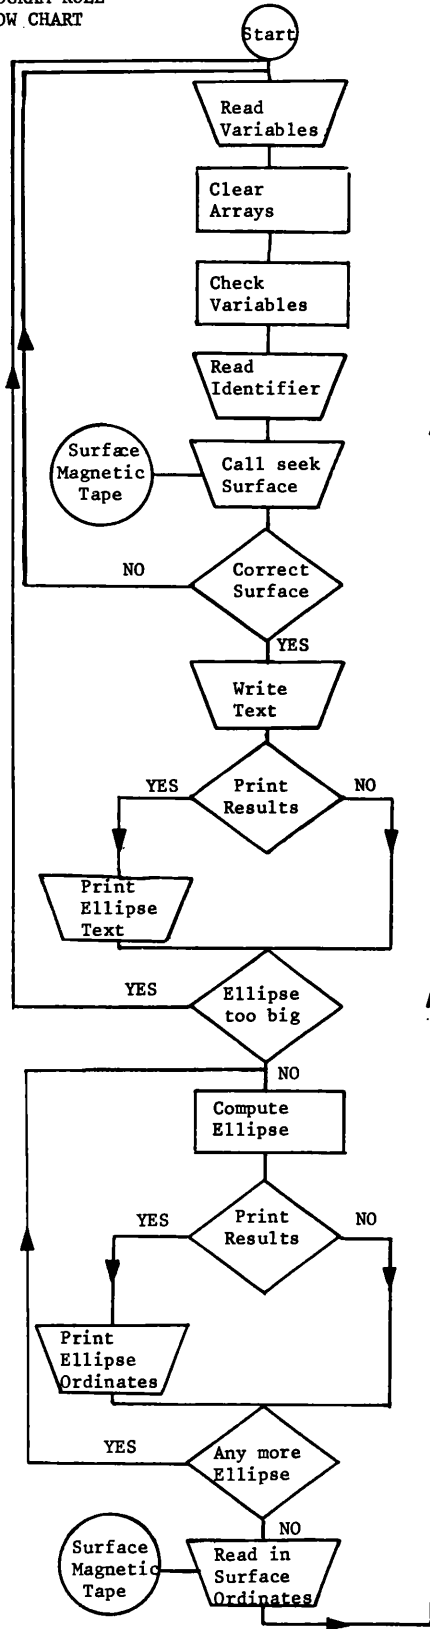 FLOW CHART
Start
Read
Variables
Clear
Arrays
Check
Variables
Read
Identifier
Surface
Magnetic
Tape
Call seek
Surface
NO
Correct
Surface
YES
Write
Text
YES
Print
Results
NO
Print
Ellipse
Text
YES
Ellipse
too big
NO
Compute
Ellipse
YES
Print
Results
NO
Print
Ellipse
Ordinates
YES
Any more
Ellipse
NO
Surface
Magnetic
Tape
Read in
Surface
Ordinates